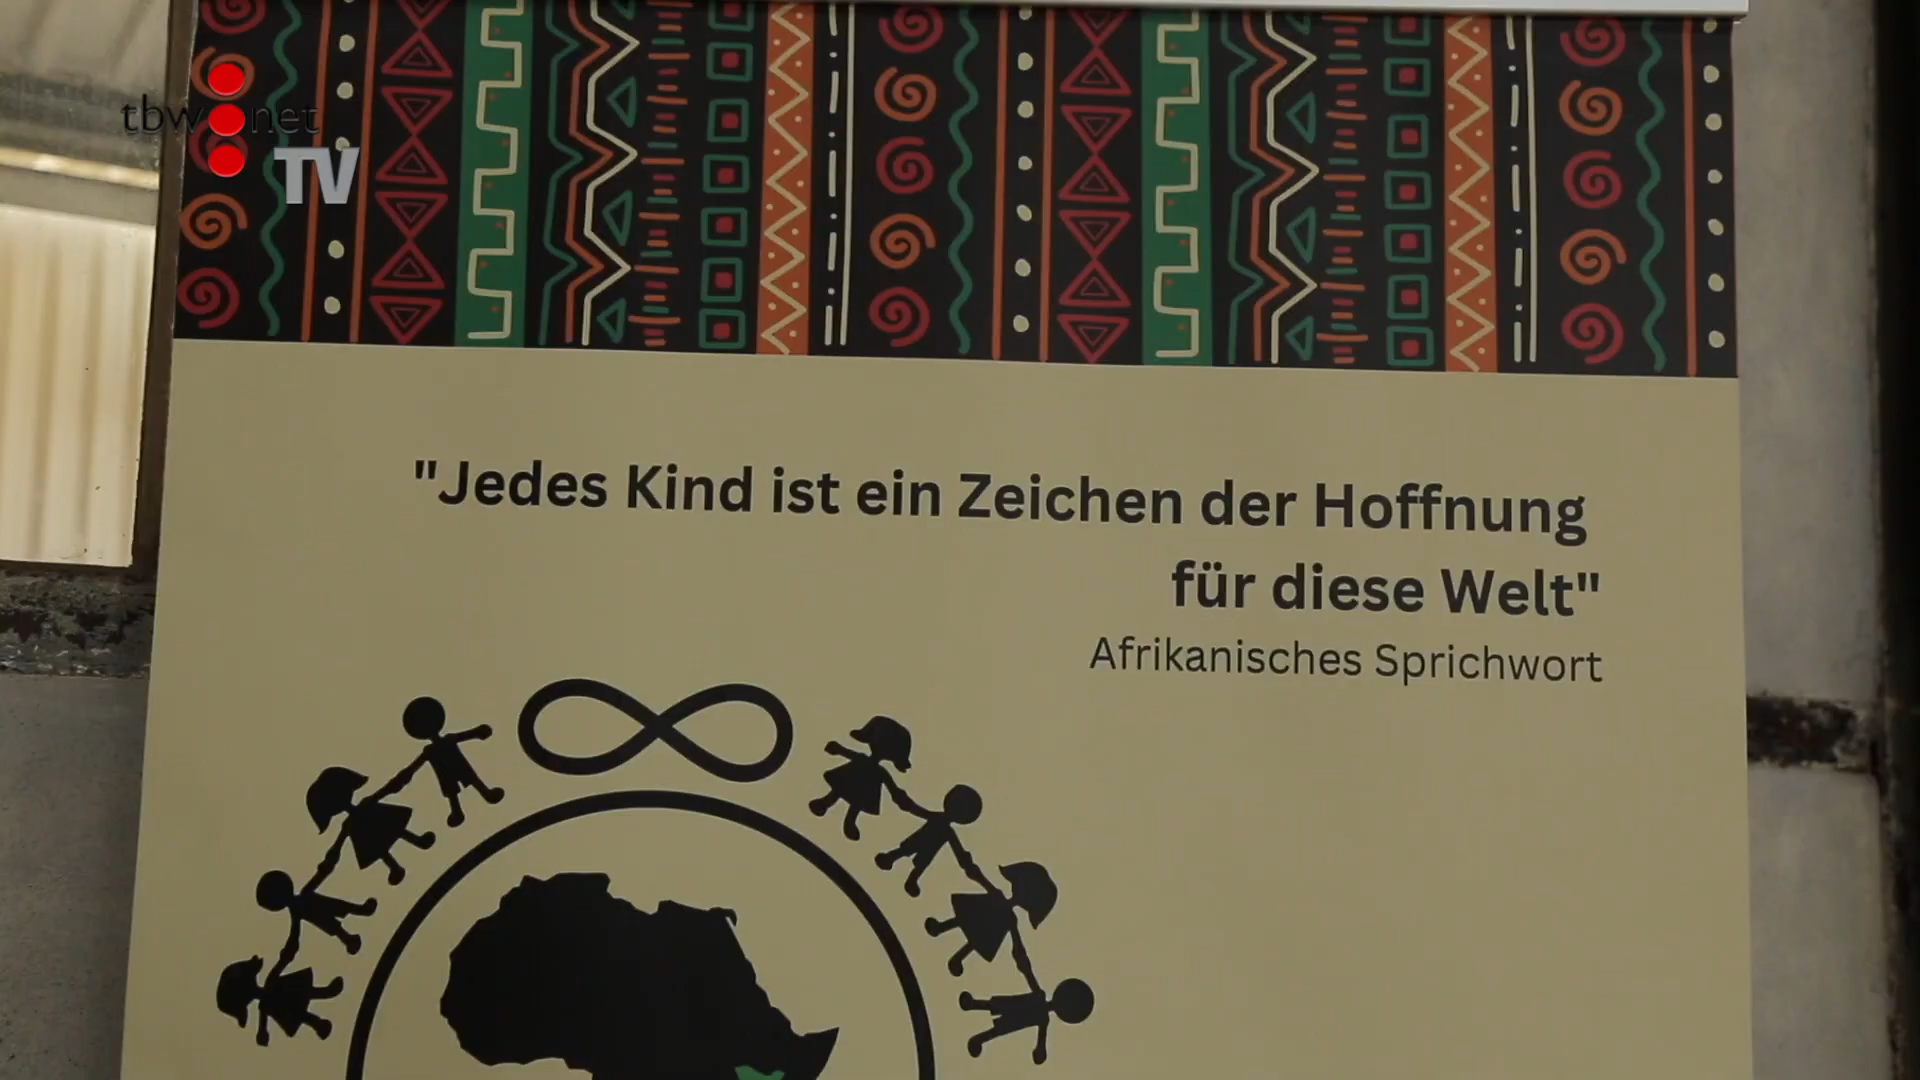 tbw net
TV
"Jedes Kind ist ein Zeichen der Hoffnung
für diese Welt"
Afrikanisches Sprichwort